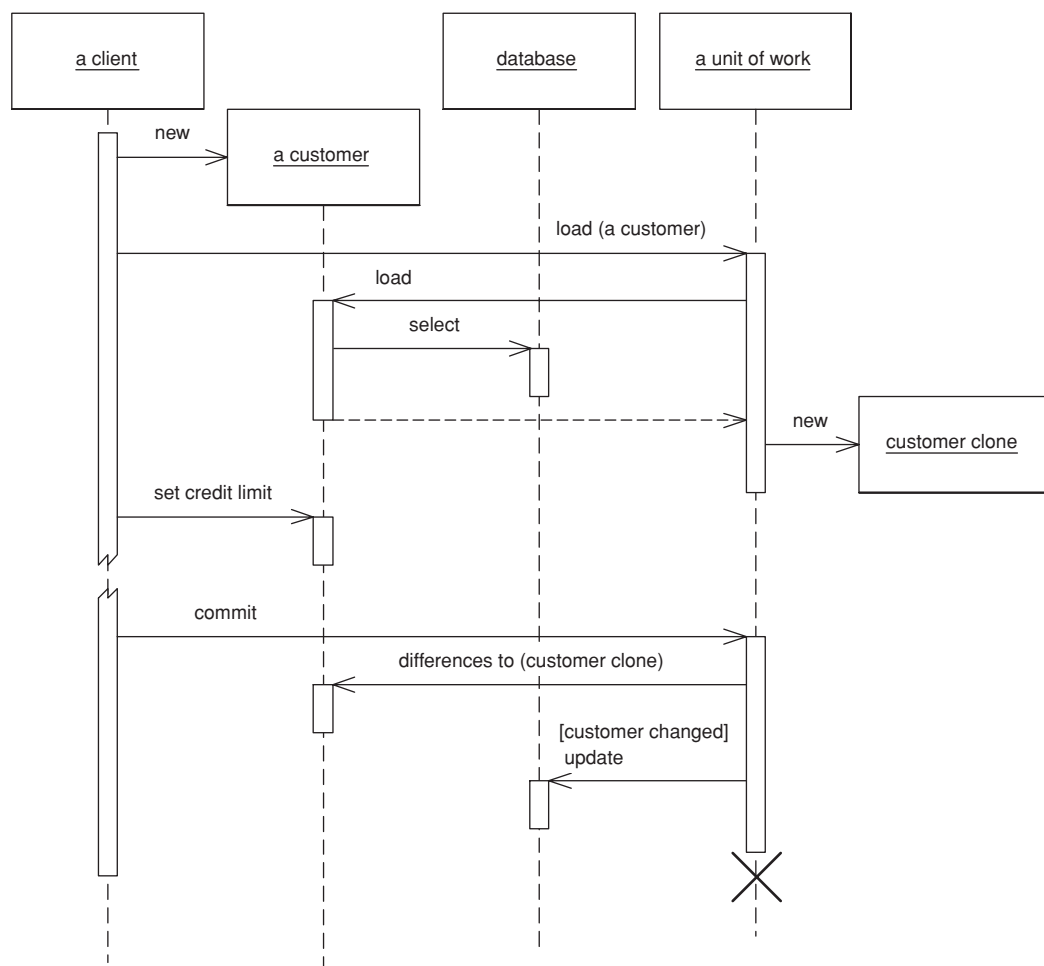 a client
database
a unit of work
new
a customer
load (a customer)
load
select
new
customer clone
set credit limit
commit
differences to (customer clone)
[customer changed]
update